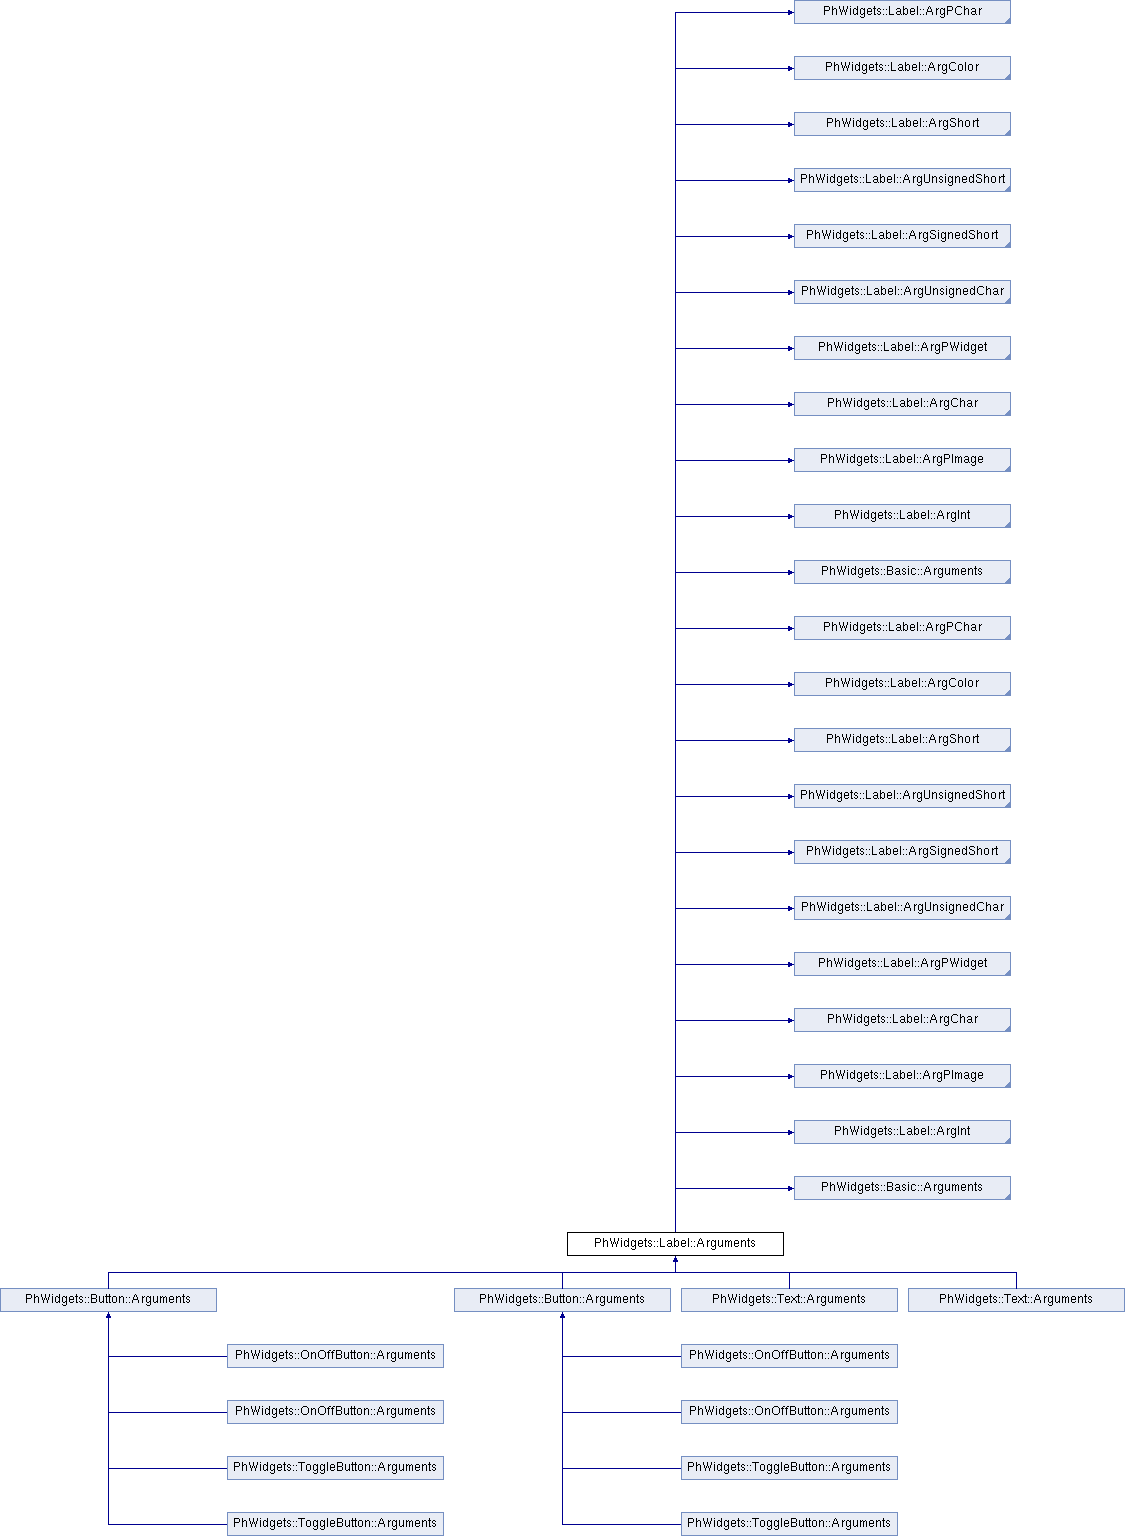 PhWidgets::Label::ArgPChar
PhWidgets::Label::ArgColor
PhWidgets::Label::ArgShort
PhWidgets::Label::ArgUnsignedShort
PhWidgets::Label::ArgSignedShort
PhWidgets::Label::ArgUnsignedChar
PhWidgets::Label::ArgPWidget
PhWidgets::Label::ArgChar
PhWidgets::Label::ArgPImage
PhWidgets::Label::ArgInt
PhWidgets::Basic::Arguments
PhWidgets::Label::ArgPChar
PhWidgets::Label::ArgColor
PhWidgets::Label::ArgShort
PhWidgets::Label::ArgUnsignedShort
PhWidgets::Label::ArgSignedShort
PhWidgets::Label::ArgUnsignedChar
PhWidgets::Label::ArgPWidget
PhWidgets::Label::ArgChar
PhWidgets::Label::ArgPImage
PhWidgets::Label::ArgInt
PhWidgets::Basic::Arguments
PhWidgets::Label::Arguments
PhWidgets::Button::Arguments PhWidgets::Button::Arguments PhWidgets::Text::Arguments PhWidgets::Text::Arguments
PhWidgets::OnOffButton::Arguments PhWidgets::OnOffButton::Arguments
PhWidgets::OnOffButton::Arguments PhWidgets::OnOffButton::Arguments
PhWidgets::ToggleButton::Arguments PhWidgets::ToggleButton::Arguments
PhWidgets::ToggleButton::Arguments PhWidgets::ToggleButton::Arguments